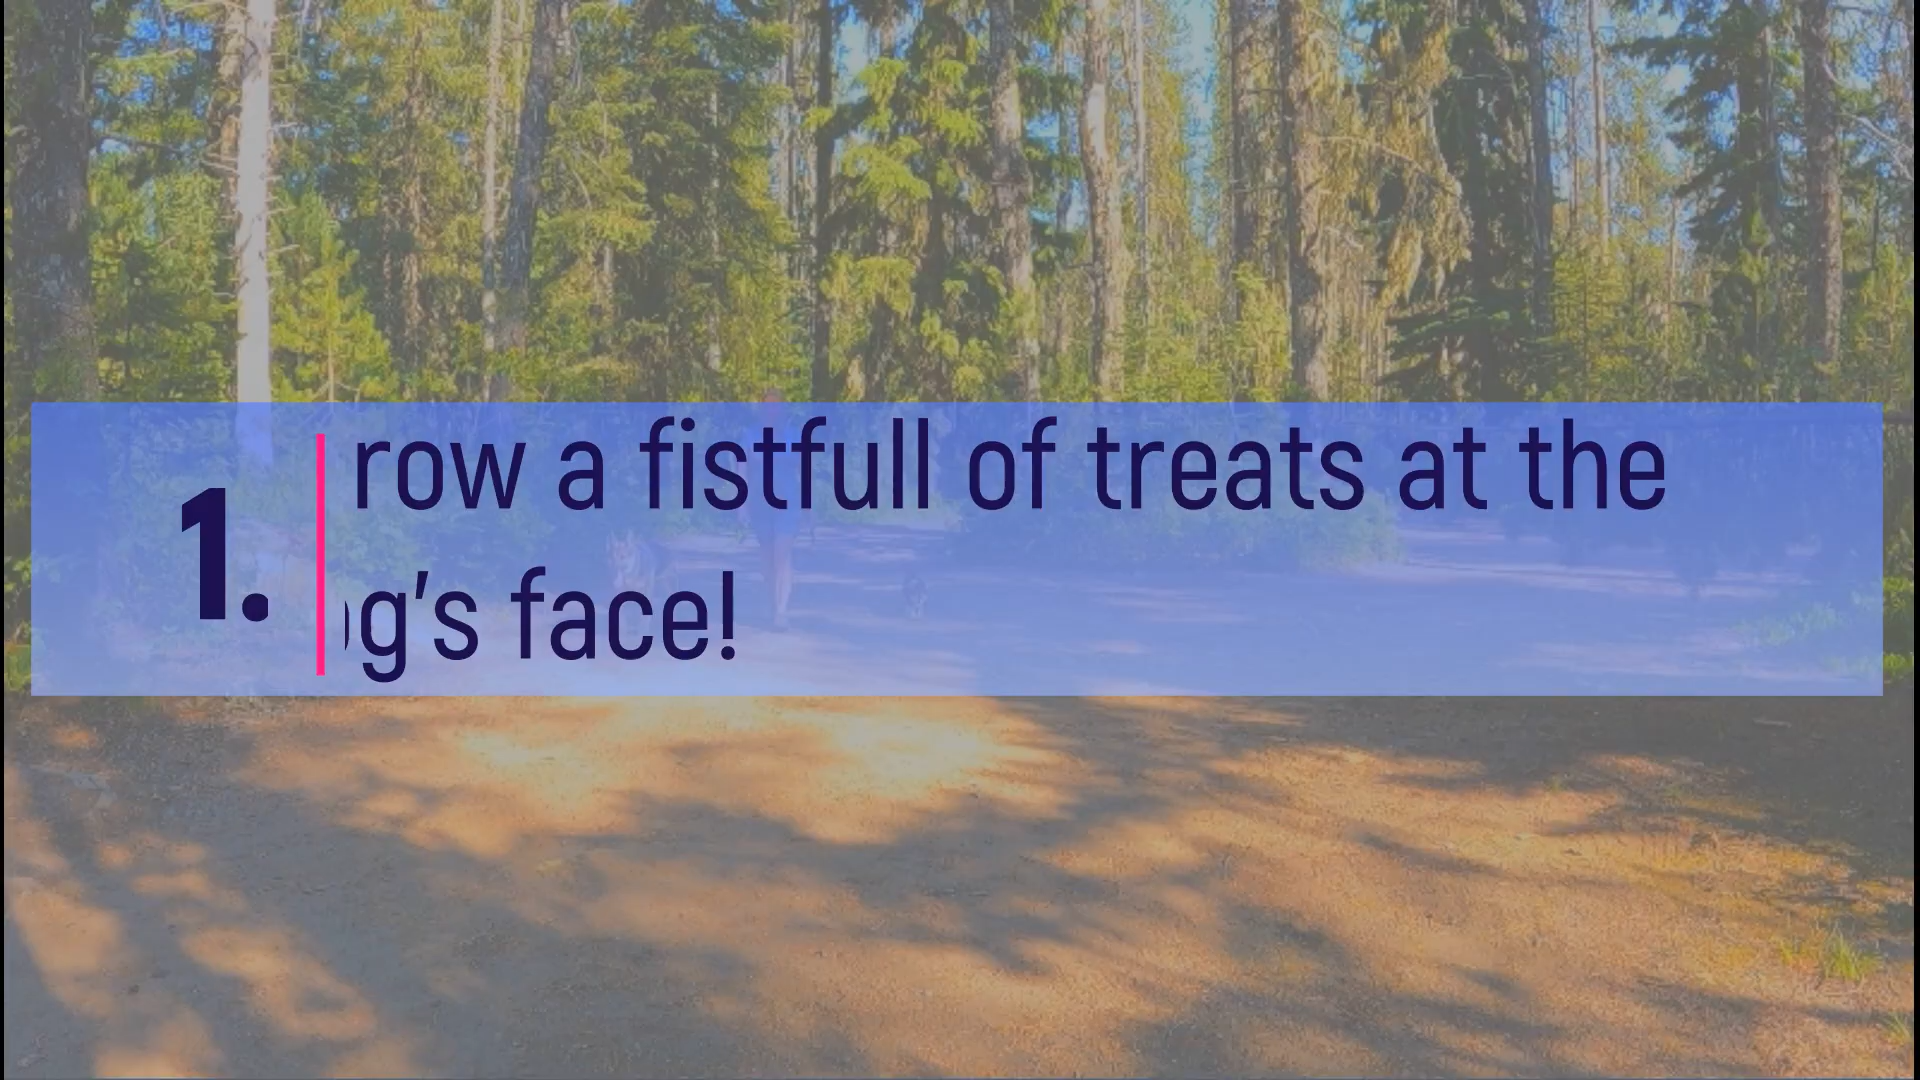 1.
row a fistfull of treats at the
g's face!